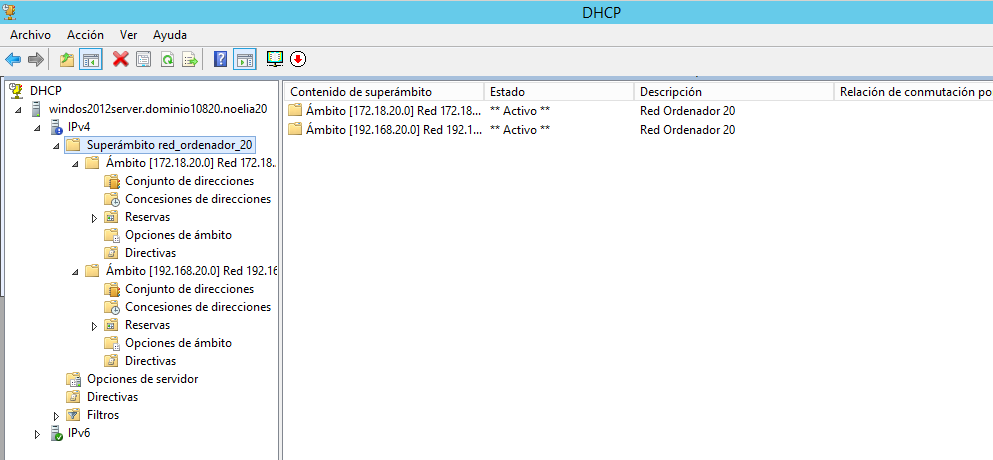 DHCP
Archivo Acción Ver Ayuda
DHCP
windos2012server.dominio10820.noelia20
IPv4
Superámbito red_ordenador_20
Ámbito [172.18.20.0] Red 172.18..
Conjunto de direcciones
Concesiones de direcciones
Reservas
Opciones de ámbito
Directivas
Ámbito [192.168.20.0] Red 192.16
Conjunto de direcciones
Concesiones de direcciones
Reservas
Opciones de ámbito
Directivas
Opciones de servidor
Directivas
Filtros
IPv6
Contenido de superámbito Estado Descripción Relación de conmutación po
Ámbito [172.18.20.0] Red 172.18... ** Activo ** Red Ordenador 20
Ámbito [192.168.20.0] Red 192.1... ** Activo ** Red Ordenador 20